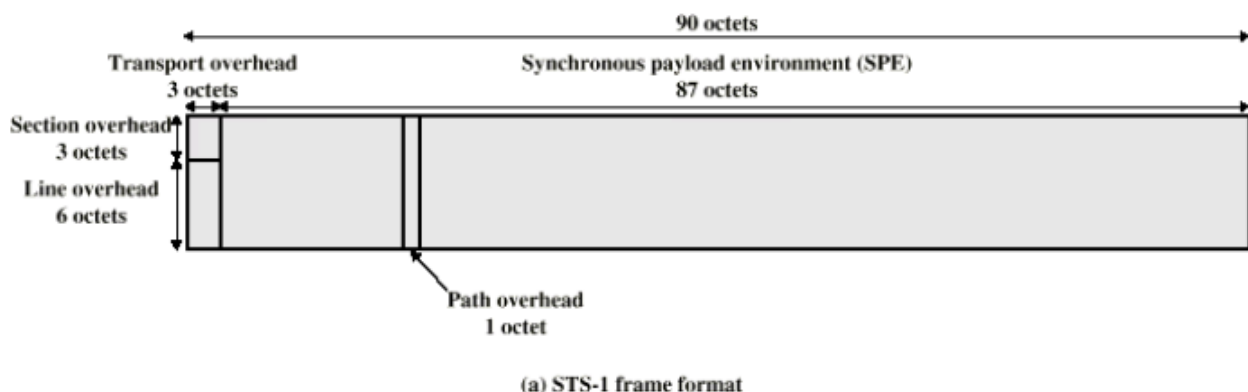 90 octets
Transport overhead
3 octets
Synchronous payload environment (SPE)
87 octets
Section overhead
3 octets
Line overhead
6 octets
Path overhead
1 octet
(a) STS-1 frame format